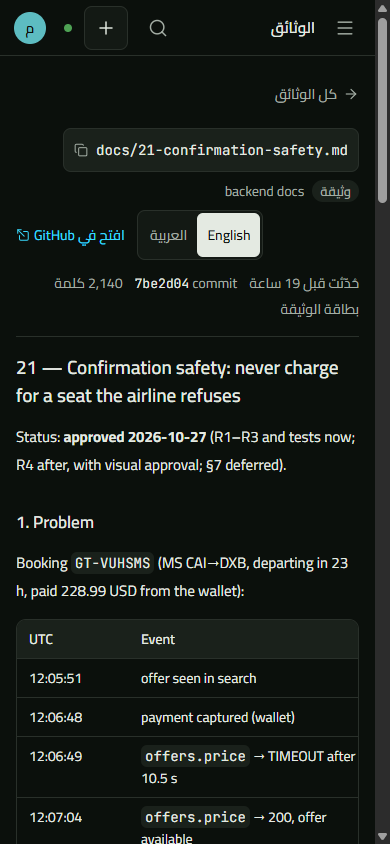 الوثائق
م
كل الوثائق
docs/21-confirmation-safety.md
وثيقة backend docs
English العربية
افتح في GitHub
حُدّثت قبل 19 ساعة commit 7be2d04 2,140 كلمة
بطاقة الوثيقة
21 — Confirmation safety: never charge
for a seat the airline refuses
Status: approved 2026-10-27 (R1–R3 and tests now;
R4 after, with visual approval; §7 deferred).
1. Problem
Booking GT-VUHSMS (MS CAI→DXB, departing in 23
h, paid 228.99 USD from the wallet):
UTC Event
12:05:51 offer seen in search
12:06:48 payment captured (wallet)
12:06:49 offers.price → TIMEOUT after
10.5 s
12:07:04 offers.price → 200, offer
available